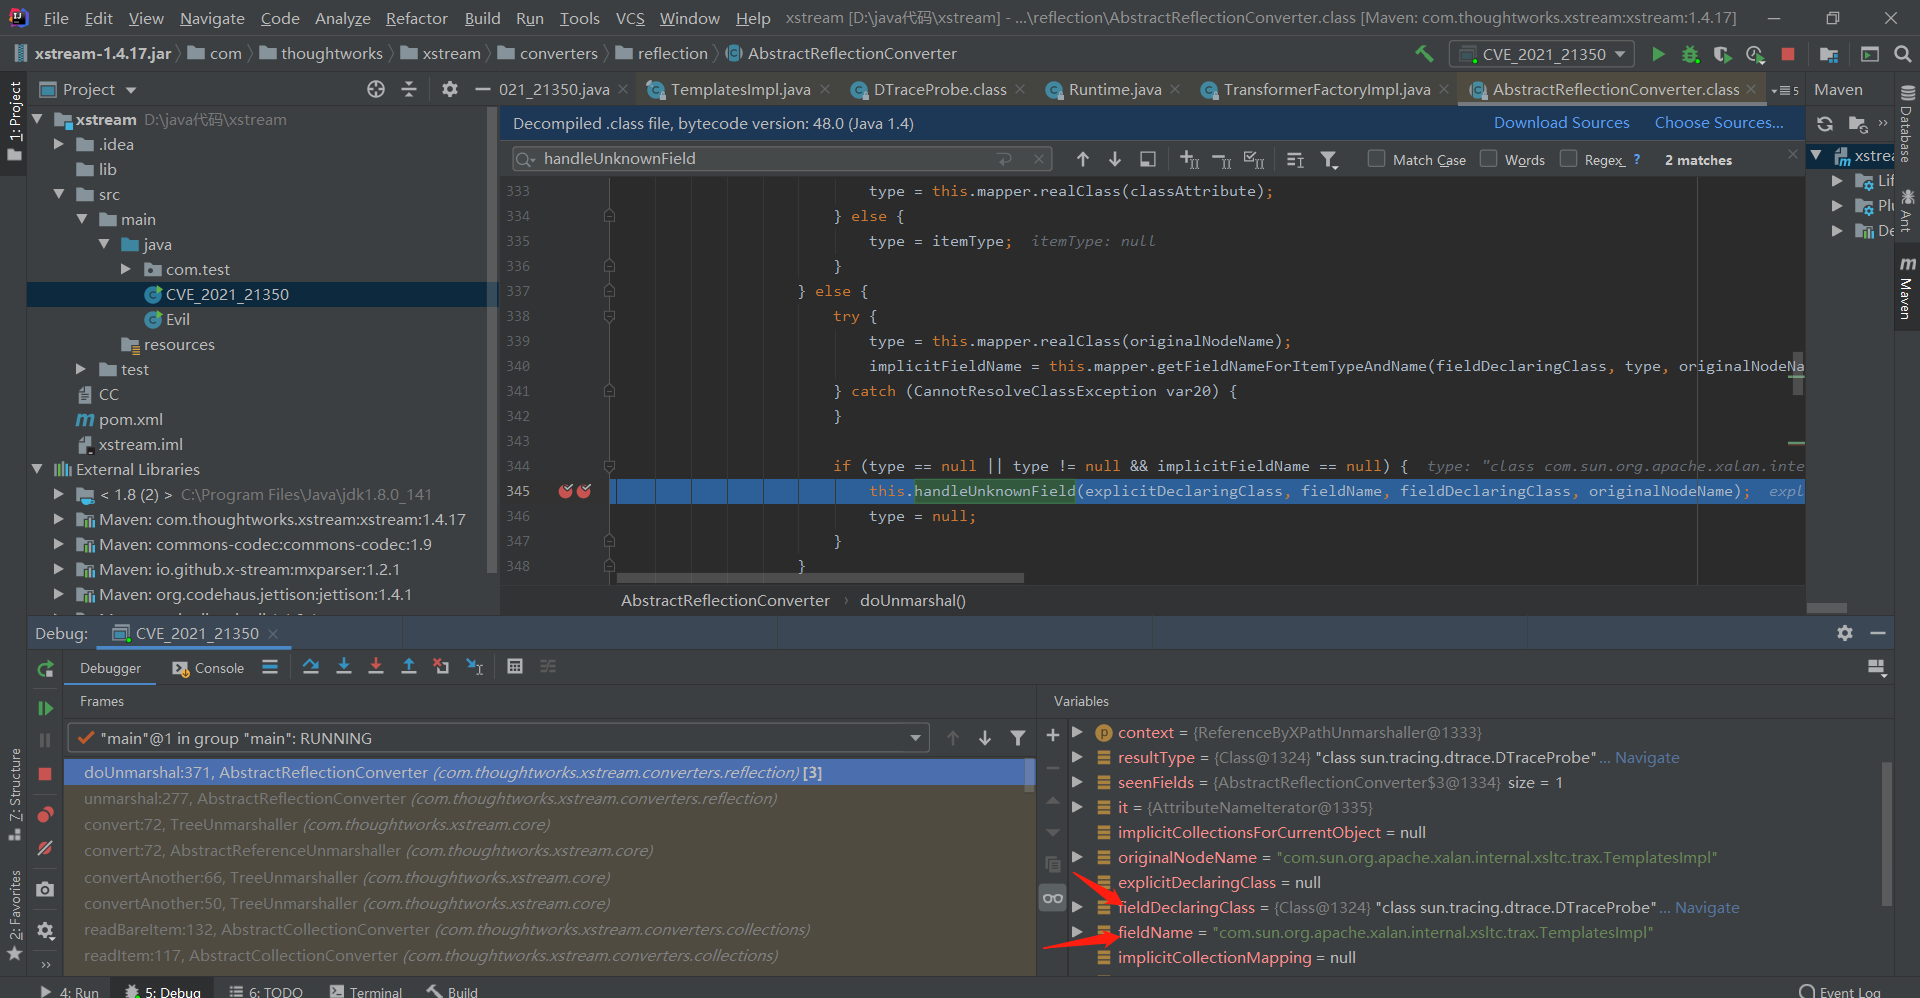 File Edit View Navigate Code Analyze Refactor Build Run Tools VCS Window Help xstream [D:\java代码\xstream] - ...\reflection\AbstractReflectionConverter.class [Maven: com.thoughtworks.xstream:xstream:1.4.17]
xstream-1.4.17.jar com thoughtworks xstream converters reflection AbstractReflectionConverter CVE_2021_21350
Project 021_21350.java TemplatesImpl.java DTraceProbe.class Runtime.java TransformerFactoryImpl.java AbstractReflectionConverter.class 5 Maven
1: Project
Database
Ant
Maven
7: Structure
2: Favorites
xstream D:\java代码\xstream
.idea
lib
src
main
java
com.test
CVE_2021_21350
Evil
resources
test
CC
pom.xml
xstream.iml
External Libraries
< 1.8 (2) > C:\Program Files\Java\jdk1.8.0_141
Maven: com.thoughtworks.xstream:xstream:1.4.17
Maven: commons-codec:commons-codec:1.9
Maven: io.github.x-stream:mxparser:1.2.1
Maven: org.codehaus.jettison:jettison:1.4.1
Decompiled .class file, bytecode version: 48.0 (Java 1.4) Download Sources Choose Sources...
handleUnknownField Match Case Words Regex ? 2 matches
333 type = this.mapper.realClass(classAttribute);
334 } else {
335 type = itemType; itemType: null
336 }
337 } else {
338 try {
339 type = this.mapper.realClass(originalNodeName);
340 implicitFieldName = this.mapper.getFieldNameForItemTypeAndName(fieldDeclaringClass, type, originalNodeNa
341 } catch (CannotResolveClassException var20) {
342 }
343
344 if (type == null || type != null && implicitFieldName == null) { type: "class com.sun.org.apache.xalan.inte
345 this.handleUnknownField(explicitDeclaringClass, fieldName, fieldDeclaringClass, originalNodeName); expl
346 type = null;
347 }
348 }
AbstractReflectionConverter › doUnmarshal()
xstrea
Lif
Plu
De
Debug: CVE_2021_21350
Debugger Console
Frames
"main"@1 in group "main": RUNNING
doUnmarshal:371, AbstractReflectionConverter (com.thoughtworks.xstream.converters.reflection) [3]
unmarshal:277, AbstractReflectionConverter (com.thoughtworks.xstream.converters.reflection)
convert:72, TreeUnmarshaller (com.thoughtworks.xstream.core)
convert:72, AbstractReferenceUnmarshaller (com.thoughtworks.xstream.core)
convertAnother:66, TreeUnmarshaller (com.thoughtworks.xstream.core)
convertAnother:50, TreeUnmarshaller (com.thoughtworks.xstream.core)
readBareItem:132, AbstractCollectionConverter (com.thoughtworks.xstream.converters.collections)
readItem:117, AbstractCollectionConverter (com.thoughtworks.xstream.converters.collections)
Variables
context = {ReferenceByXPathUnmarshaller@1333}
resultType = {Class@1324} "class sun.tracing.dtrace.DTraceProbe"... Navigate
seenFields = {AbstractReflectionConverter$3@1334} size = 1
it = {AttributeNameIterator@1335}
implicitCollectionsForCurrentObject = null
originalNodeName = "com.sun.org.apache.xalan.internal.xsltc.trax.TemplatesImpl"
explicitDeclaringClass = null
fieldDeclaringClass = {Class@1324} "class sun.tracing.dtrace.DTraceProbe"... Navigate
fieldName = "com.sun.org.apache.xalan.internal.xsltc.trax.TemplatesImpl"
implicitCollectionMapping = null
4: Run 5: Debug 6: TODO Terminal Build Event Log